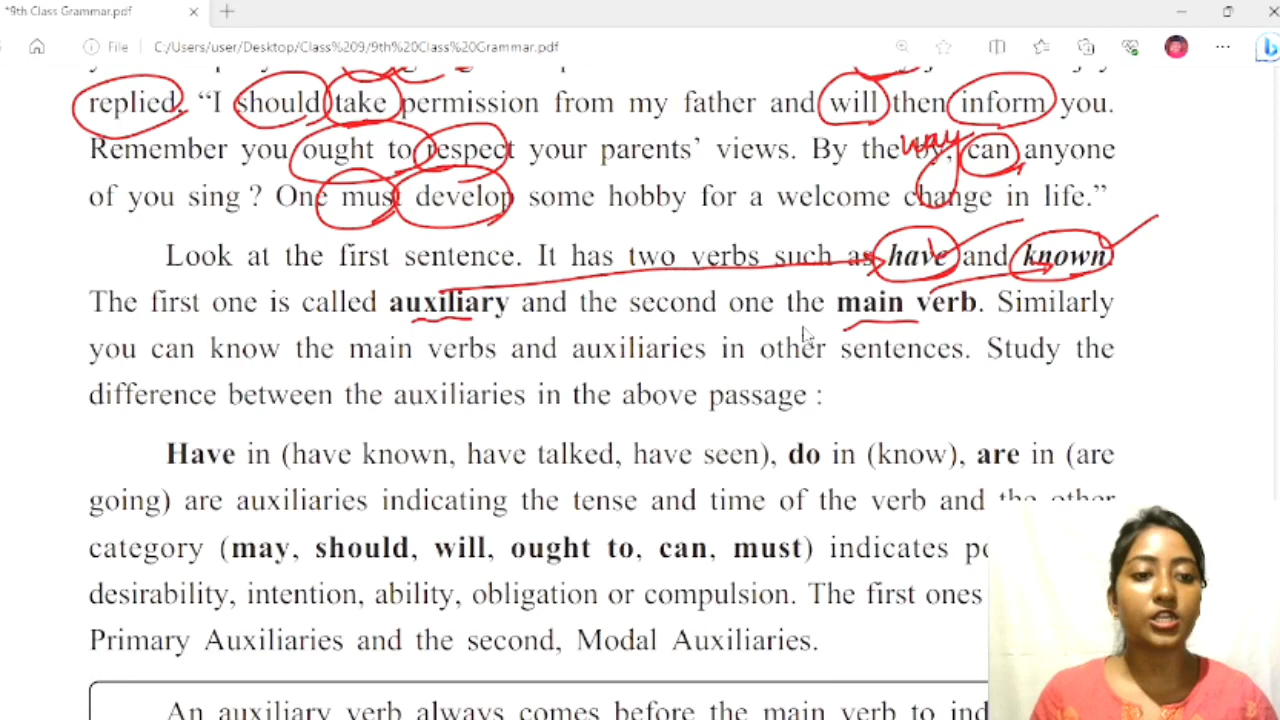 *9th Class Grammar.pdf
File C:/Users/user/Desktop/Class%209/9th%20Class%20Grammar.pdf
replied, “I should take permission from my father and will then inform you.
Remember you ought to respect your parents’ views. By the by, can anyone
way
of you sing ? One must develop some hobby for a welcome change in life.”
Look at the first sentence. It has two verbs such as have and known.
The first one is called auxiliary and the second one the main verb. Similarly
you can know the main verbs and auxiliaries in other sentences. Study the
difference between the auxiliaries in the above passage :
Have in (have known, have talked, have seen), do in (know), are in (are
going) are auxiliaries indicating the tense and time of the verb and the other
category (may, should, will, ought to, can, must) indicates
desirability, intention, ability, obligation or compulsion. The first ones
Primary Auxiliaries and the second, Modal Auxiliaries.
An auxiliary verb always comes before the main verb to